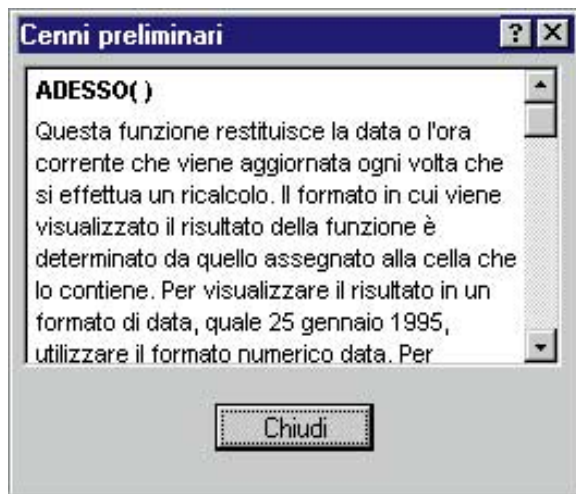 Cenni preliminari
ADESSO( )
Questa funzione restituisce la data o l'ora
corrente che viene aggiornata ogni volta che
si effettua un ricalcolo. Il formato in cui viene
visualizzato il risultato della funzione è
determinato da quello assegnato alla cella che
lo contiene. Per visualizzare il risultato in un
formato di data, quale 25 gennaio 1995,
utilizzare il formato numerico data. Per
Chiudi